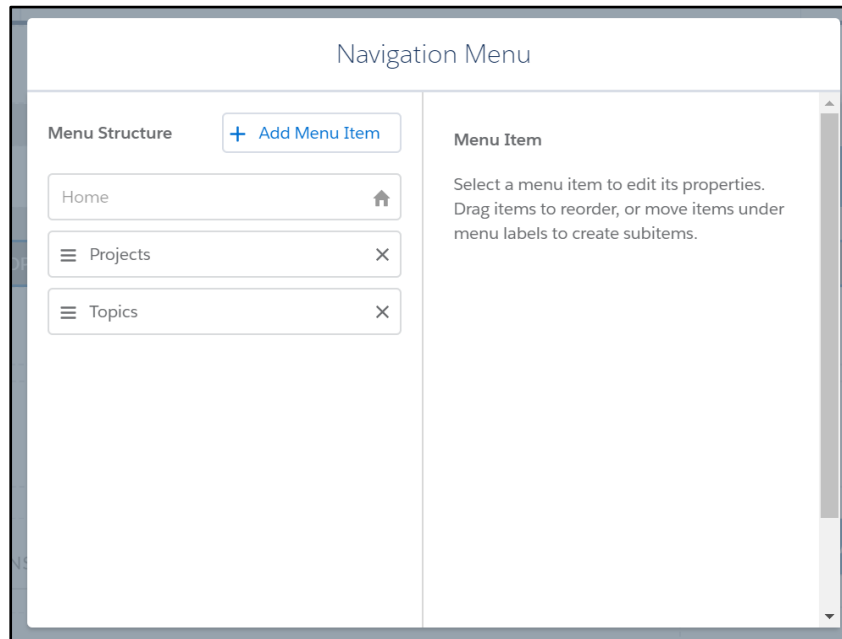 Navigation Menu
Menu Structure
+ Add Menu Item
Home
Projects
Topics
Menu Item
Select a menu item to edit its properties.
Drag items to reorder, or move items under
menu labels to create subitems.